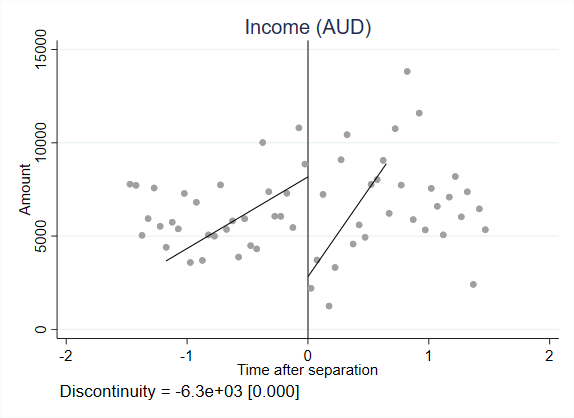 Income (AUD)
15000
10000
5000
0
Amount
-2 -1 0 1 2
Time after separation
Discontinuity = -6.3e+03 [0.000]